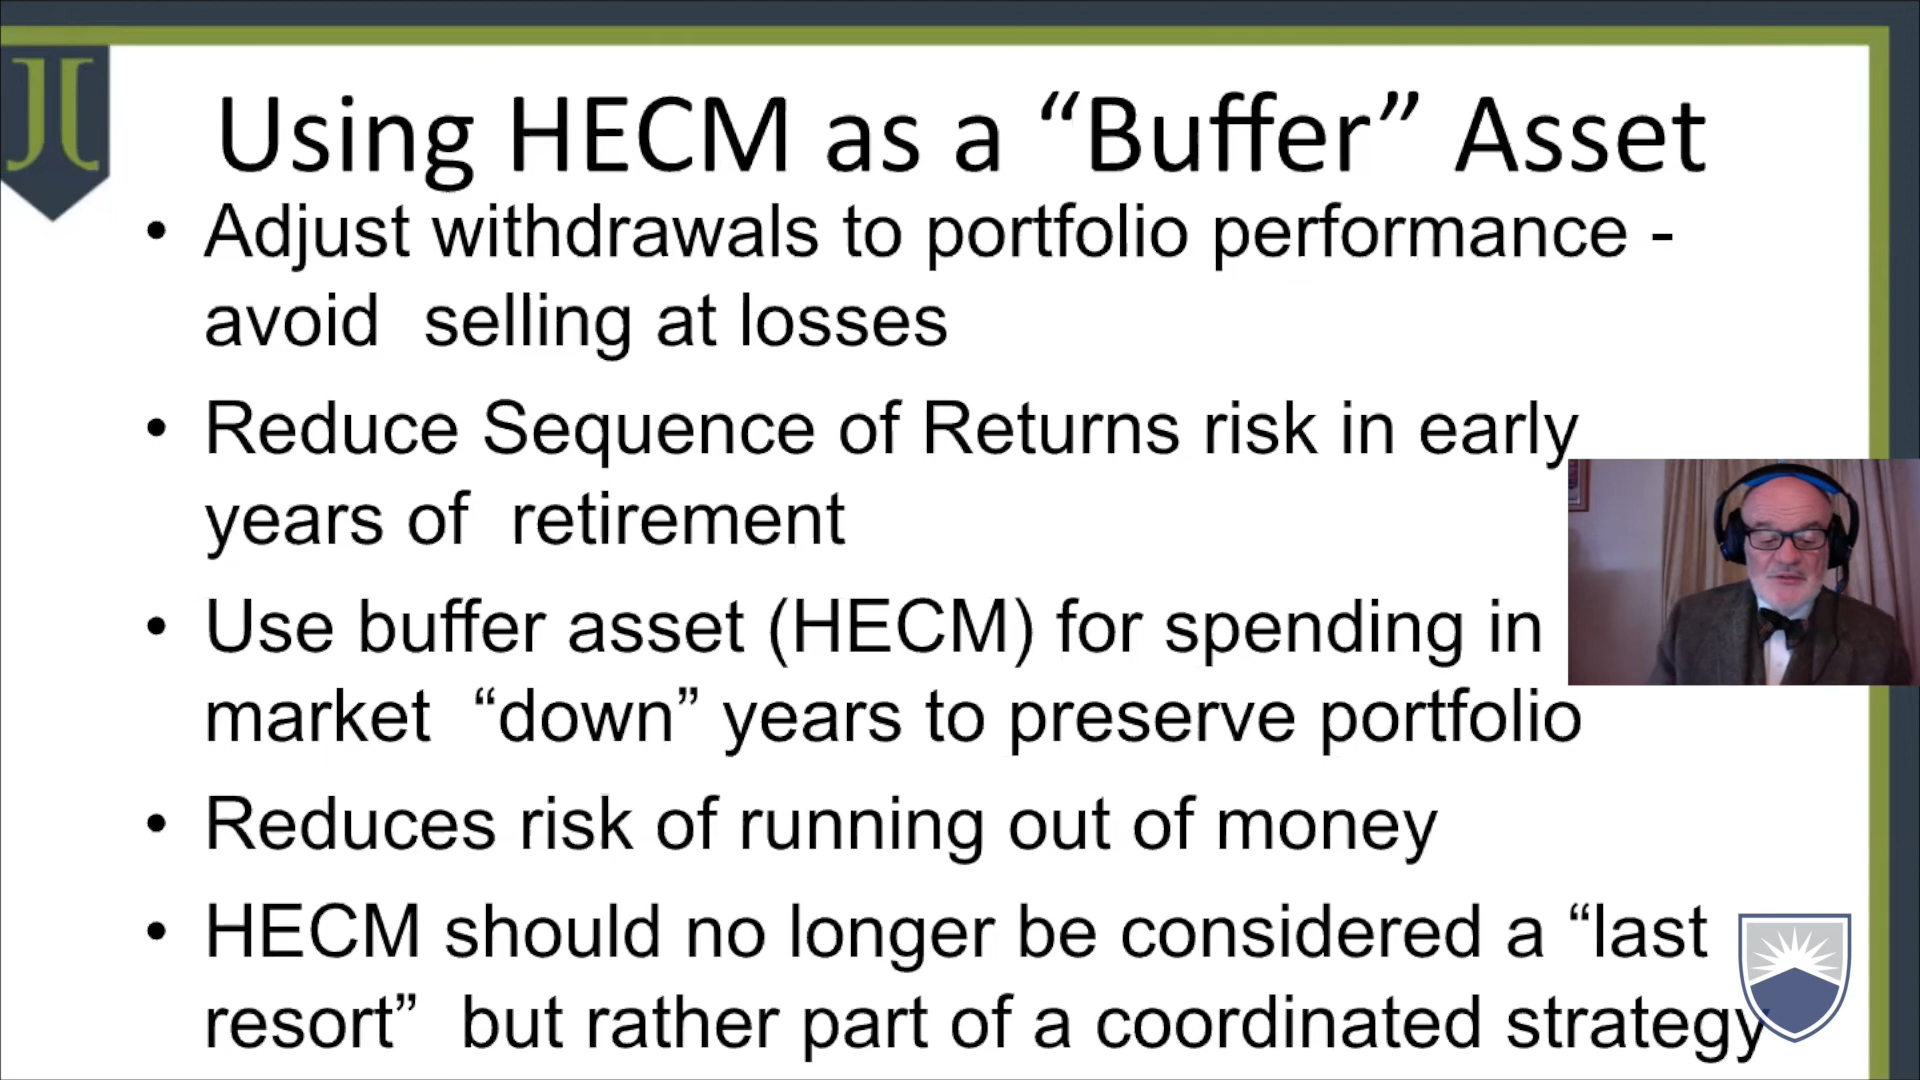 Using HECM as a “Buffer” Asset
• Adjust withdrawals to portfolio performance -
avoid  selling at losses
• Reduce Sequence of Returns risk in early
years of  retirement
• Use buffer asset (HECM) for spending in
market  “down” years to preserve portfolio
• Reduces risk of running out of money
• HECM should no longer be considered a “last
resort”  but rather part of a coordinated strategy